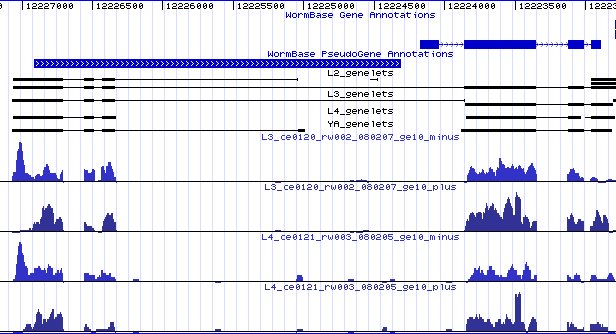 12227000 12226500 12226000 12225500 12225000 12224500 12224000 12223500
WormBase Gene Annotations
WormBase PseudoGene Annotations
L2_genelets
L3_genelets
L4_genelets
YA_genelets
L3_ce0120_rw002_080207_ge10_minus
L3_ce0120_rw002_080207_ge10_plus
L4_ce0121_rw003_080205_ge10_minus
L4_ce0121_rw003_080205_ge10_plus